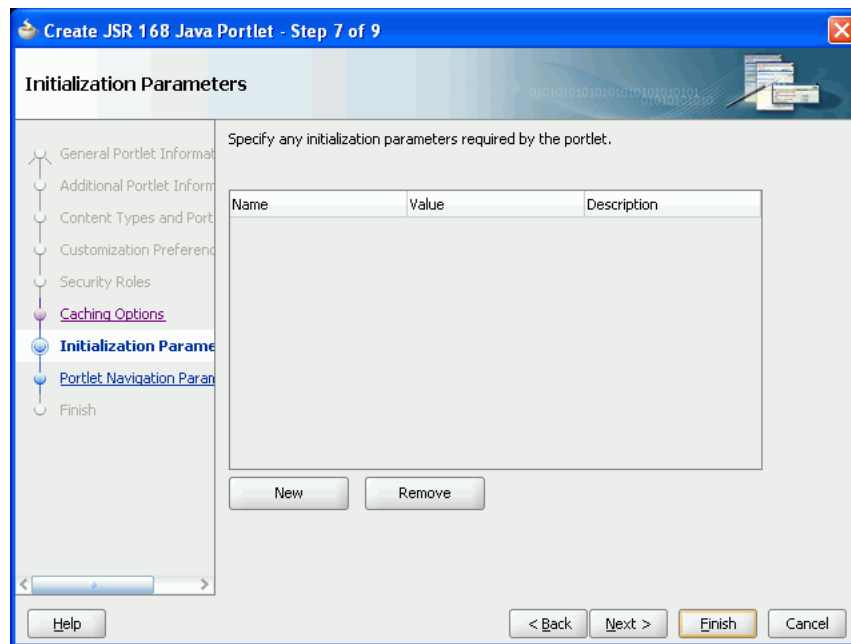 Create JSR 168 Java Portlet - Step 7 of 9
Initialization Parameters
General Portlet Informat
Additional Portlet Inform
Content Types and Port
Customization Preferenc
Security Roles
Caching Options
Initialization Parame
Portlet Navigation Param
Finish
Specify any initialization parameters required by the portlet.
Name Value Description
New Remove
Help < Back Next > Finish Cancel